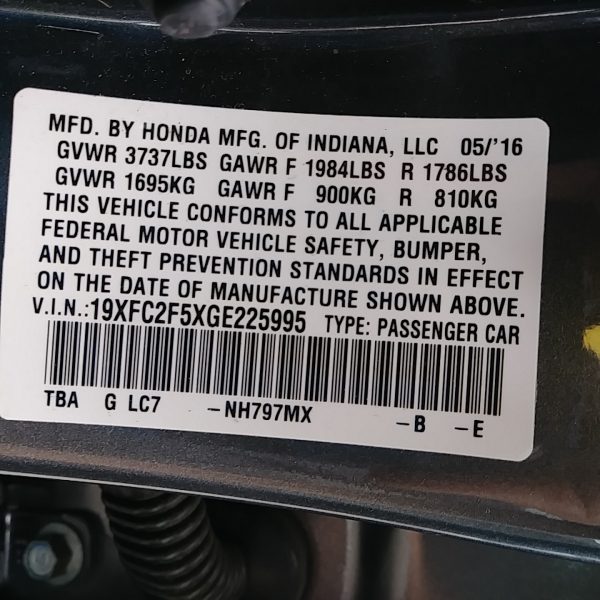 MFD. BY HONDA MFG. OF INDIANA, LLC 05/'16
GVWR 3737LBS GAWR F 1984LBS R 1786LBS
GVWR 1695KG GAWR F 900KG R 810KG
THIS VEHICLE CONFORMS TO ALL APPLICABLE
FEDERAL MOTOR VEHICLE SAFETY, BUMPER,
AND THEFT PREVENTION STANDARDS IN EFFECT
ON THE DATE OF MANUFACTURE SHOWN ABOVE.
V.I.N.:19XFC2F5XGE225995 TYPE: PASSENGER CAR
TBA G LC7 -NH797MX -B -E